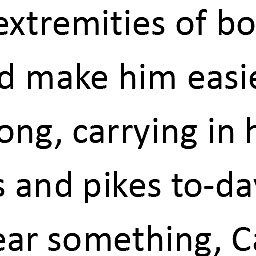 extremities of bo
d make him easie
ong, carrying in h
s and pikes to-day
ear something, Ca